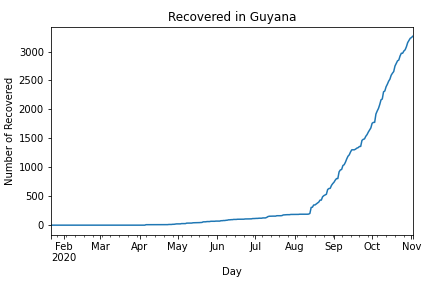 Recovered in Guyana
Number of Recovered
3000
2500
2000
1500
1000
500
0
Feb Mar Apr May Jun Jul Aug Sep Oct Nov
2020
Day